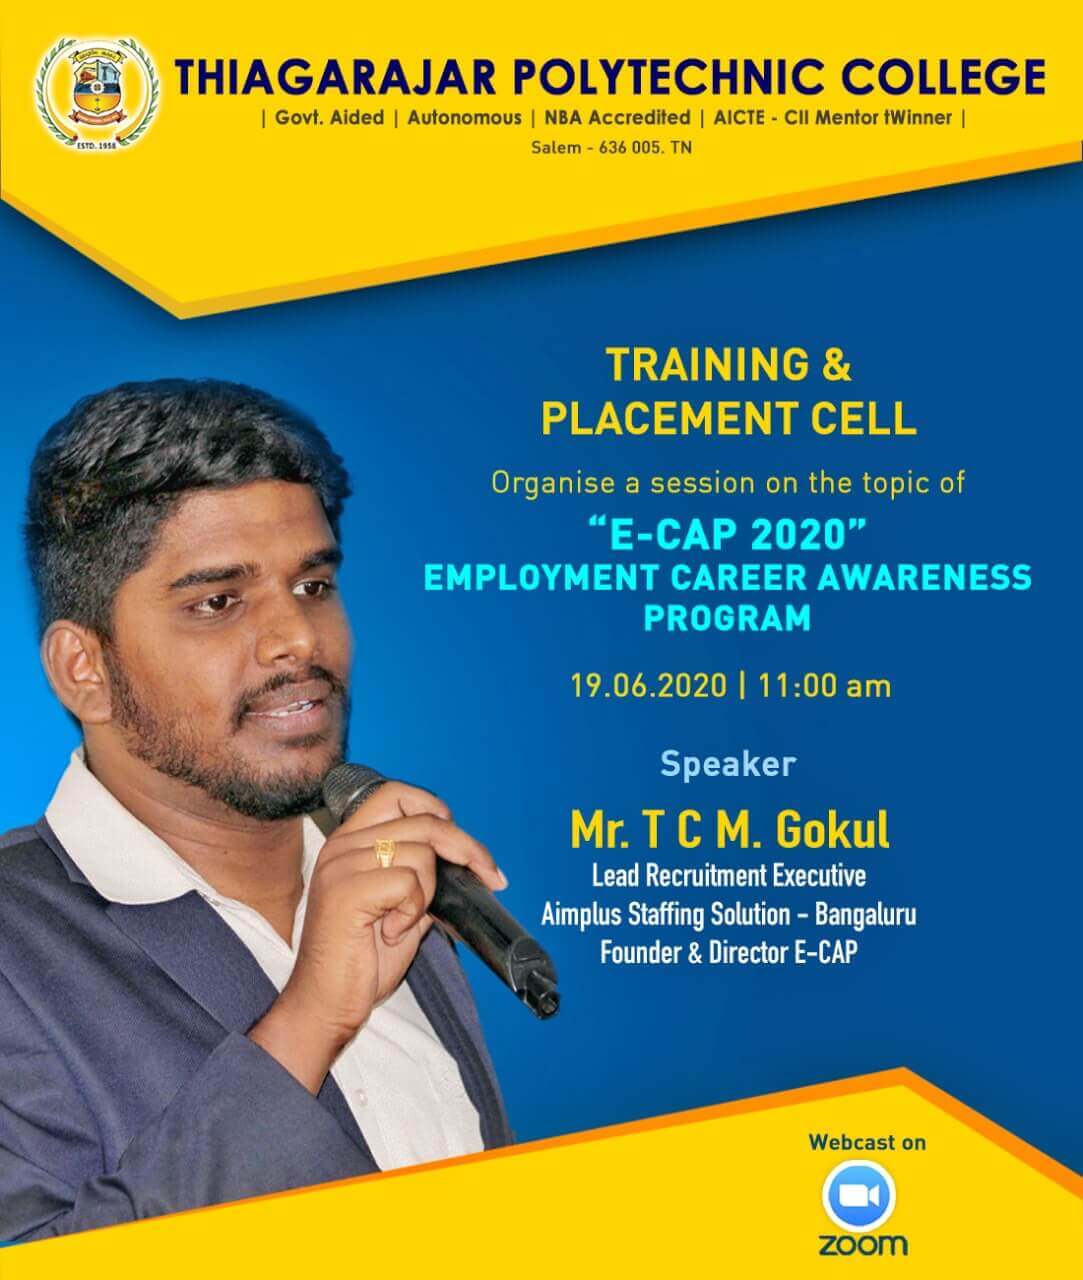 THIAGARAJAR POLYTECHNIC COLLEGE
| Govt. Aided | Autonomous | NBA Accredited | AICTE - CII Mentor tWinner |
Salem - 636 005. TN
ESTD. 1958
TRAINING &
PLACEMENT CELL
Organise a session on the topic of
“E-CAP 2020”
EMPLOYMENT CAREER AWARENESS
PROGRAM
19.06.2020 | 11:00 am
Speaker
Mr. T C M. Gokul
Lead Recruitment Executive
Aimplus Staffing Solution - Bangaluru
Founder & Director E-CAP
Webcast on
zoom